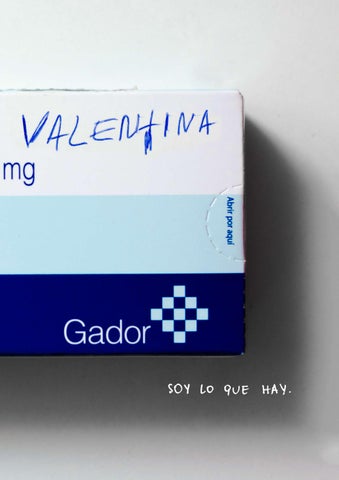 VALENTINA
mg
Abrir por aquí
Gador
SOY LO QUE HAY.